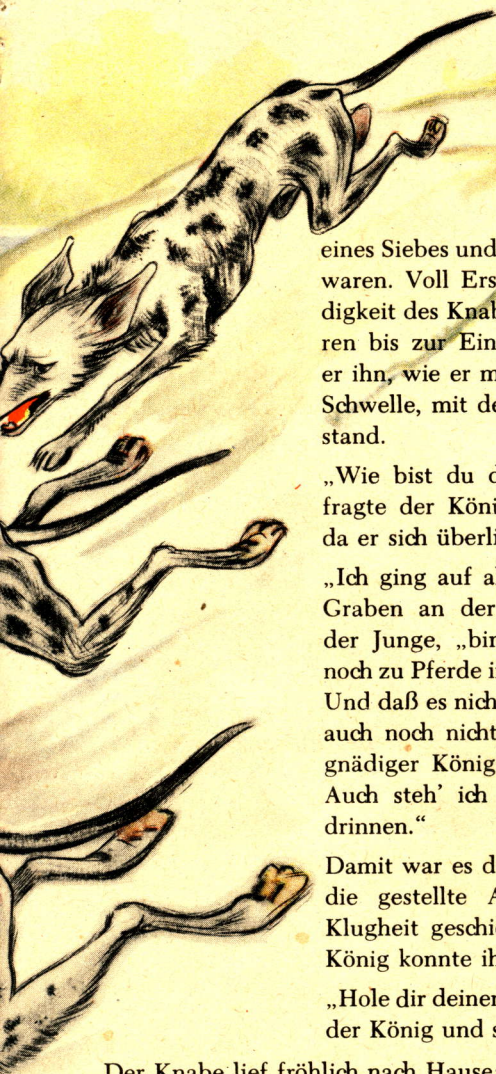 eines Siebes und
waren. Voll Ers
digkeit des Knab
ren bis zur Ein
er ihn, wie er m
Schwelle, mit de
stand.
„Wie bist du d
fragte der Köni
da er sich überli
„Ich ging auf al
Graben an der
der Junge, „bin
noch zu Pferde i
Und daß es nich
auch noch nicht
gnädiger König
Auch steh’ ich
drinnen.“
Damit war es d
die gestellte A
Klugheit geschi
König konnte ih
„Hole dir deinen
der König und s
Der Knabe lief fröhlich nach Hause